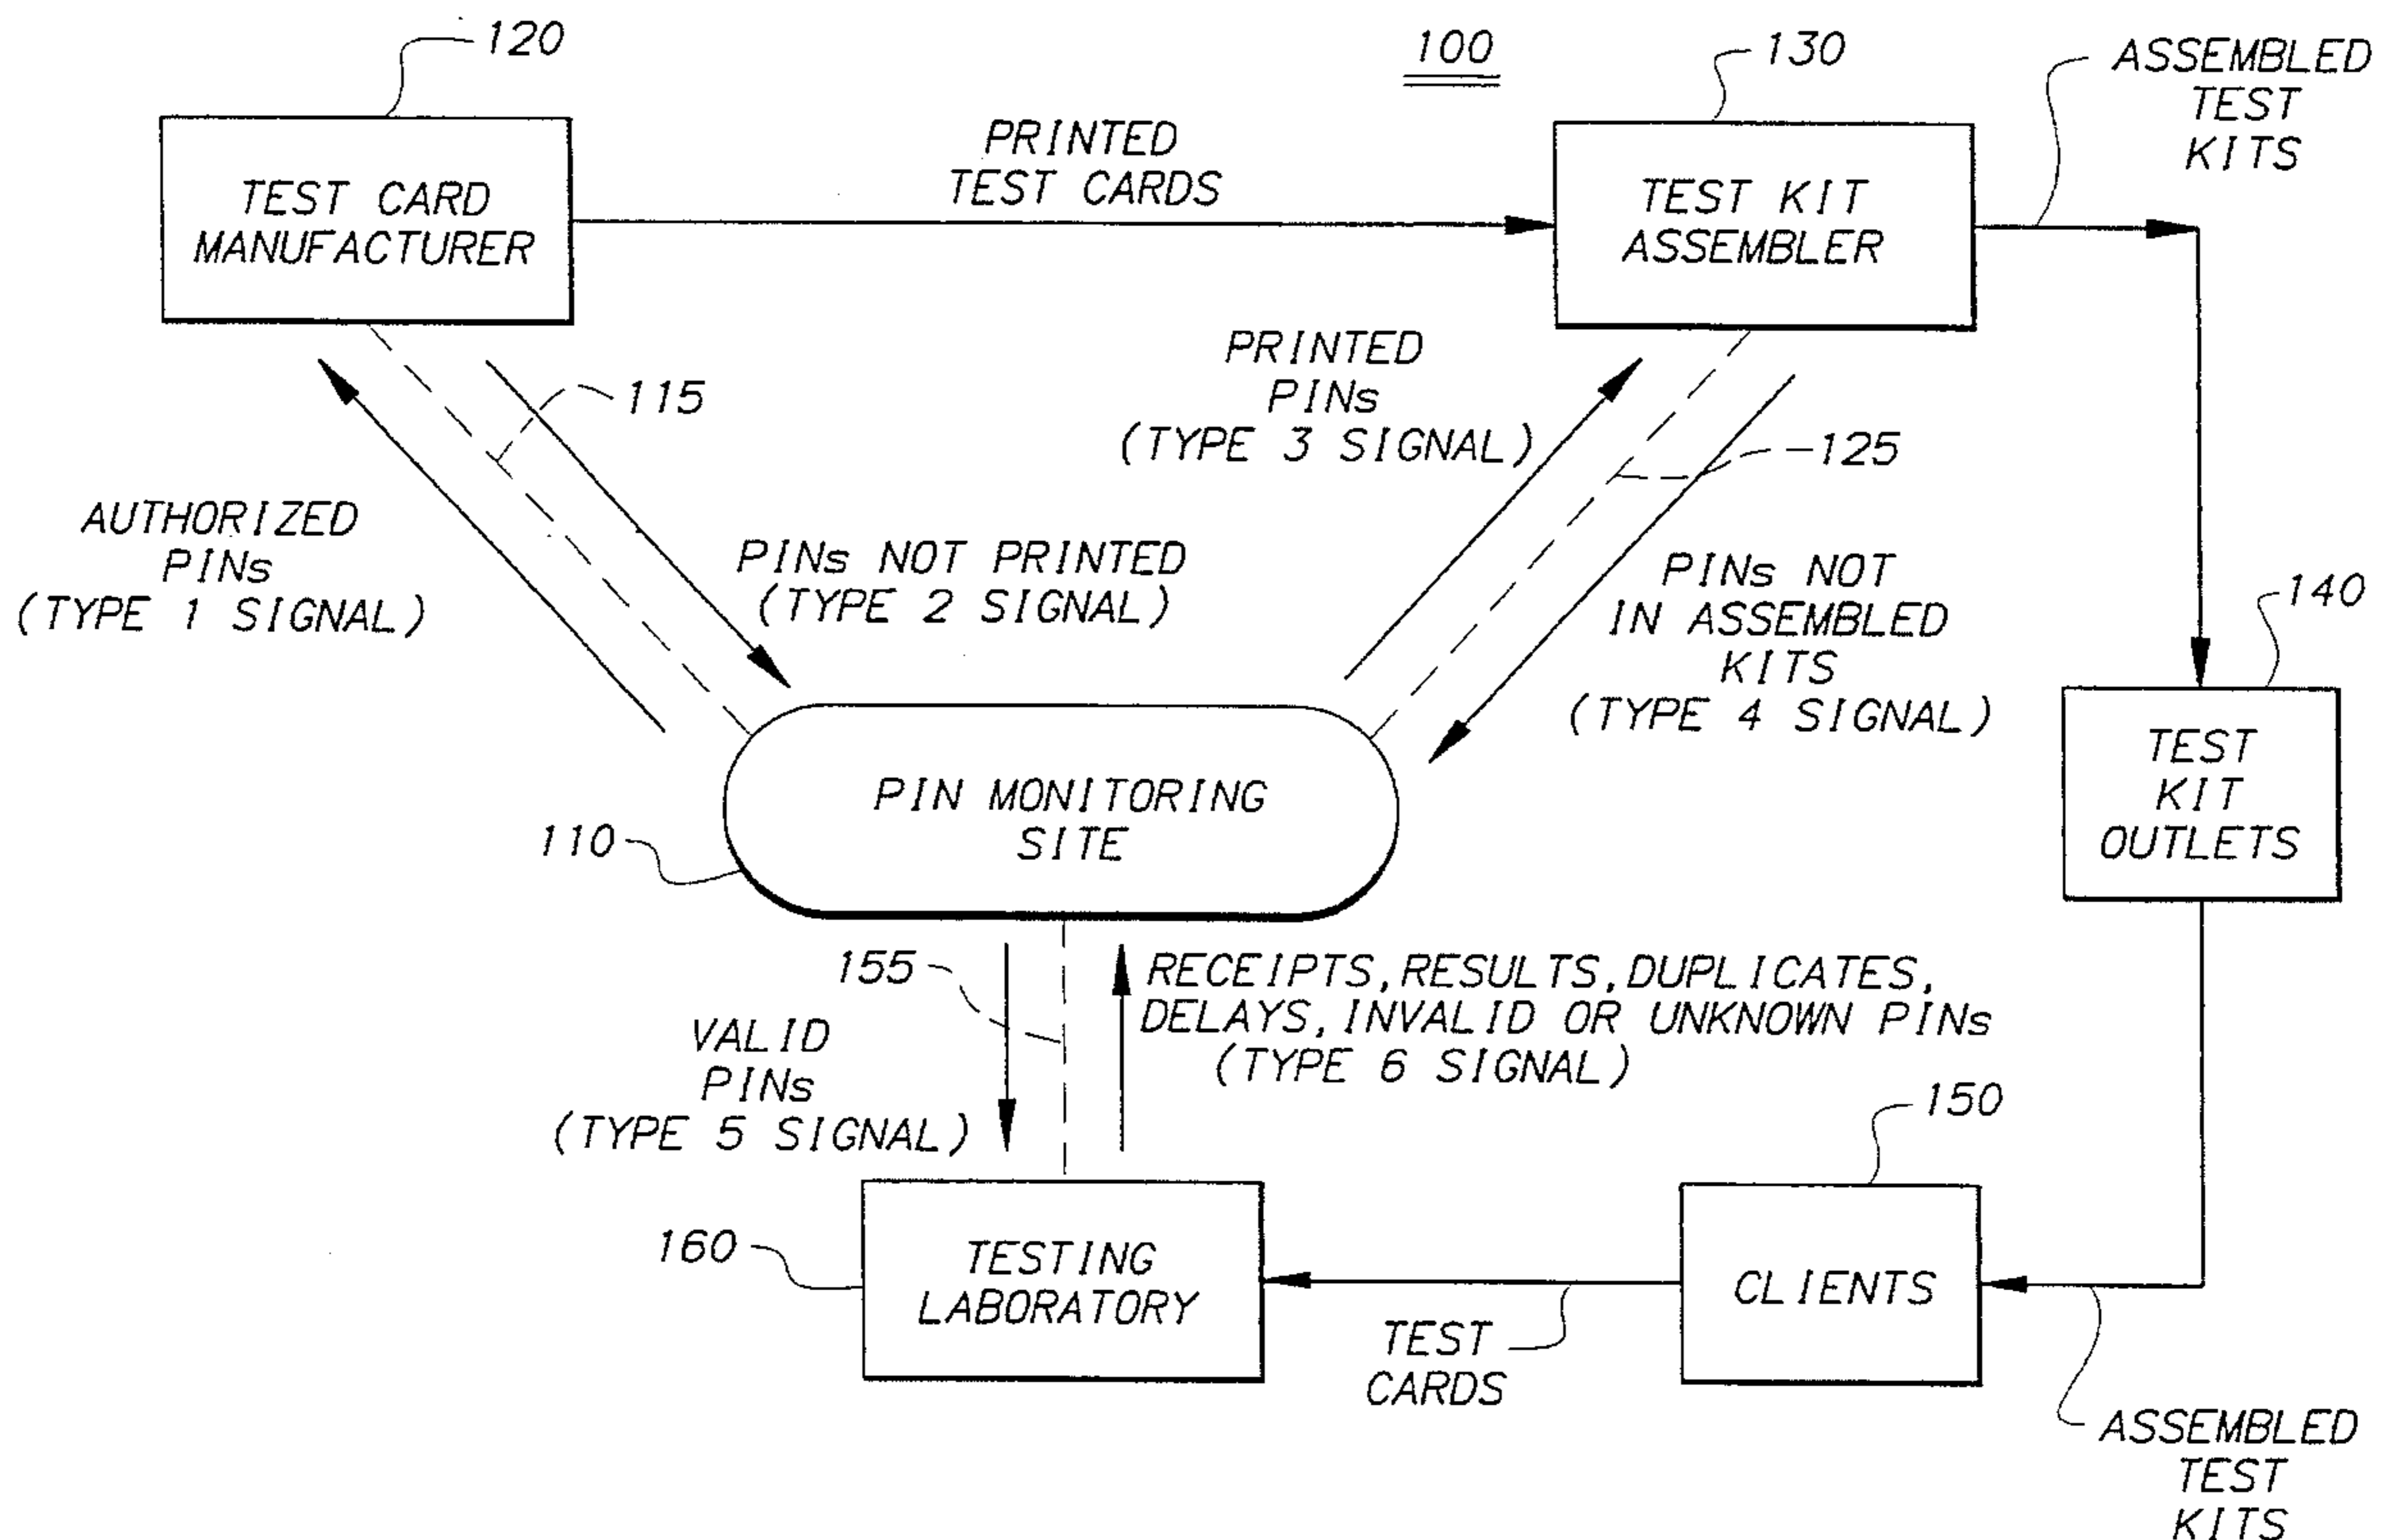 120
100
130
ASSEMBLED
TEST
KITS
TEST CARD
MANUFACTURER
PRINTED
TEST CARDS
TEST KIT
ASSEMBLER
115
PRINTED
PINs
(TYPE 3 SIGNAL)
125
AUTHORIZED
PINs
(TYPE 1 SIGNAL)
PINs NOT PRINTED
(TYPE 2 SIGNAL)
PINs NOT
IN ASSEMBLED
KITS
(TYPE 4 SIGNAL)
140
TEST
KIT
OUTLETS
PIN MONITORING
SITE
110
155
VALID
PINs
(TYPE 5 SIGNAL)
RECEIPTS, RESULTS, DUPLICATES,
DELAYS, INVALID OR UNKNOWN PINs
(TYPE 6 SIGNAL)
150
160
TESTING
LABORATORY
TEST
CARDS
CLIENTS
ASSEMBLED
TEST
KITS